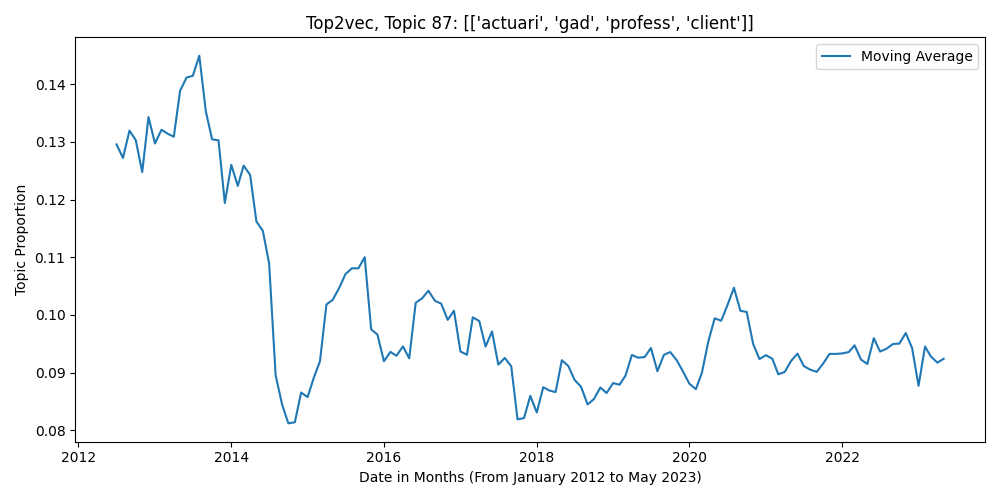 Top2vec, Topic 87: [['actuari', 'gad', 'profess', 'client']]
Moving Average
Topic Proportion
0.14
0.13
0.12
0.11
0.10
0.09
0.08
2012 2014 2016 2018 2020 2022
Date in Months (From January 2012 to May 2023)